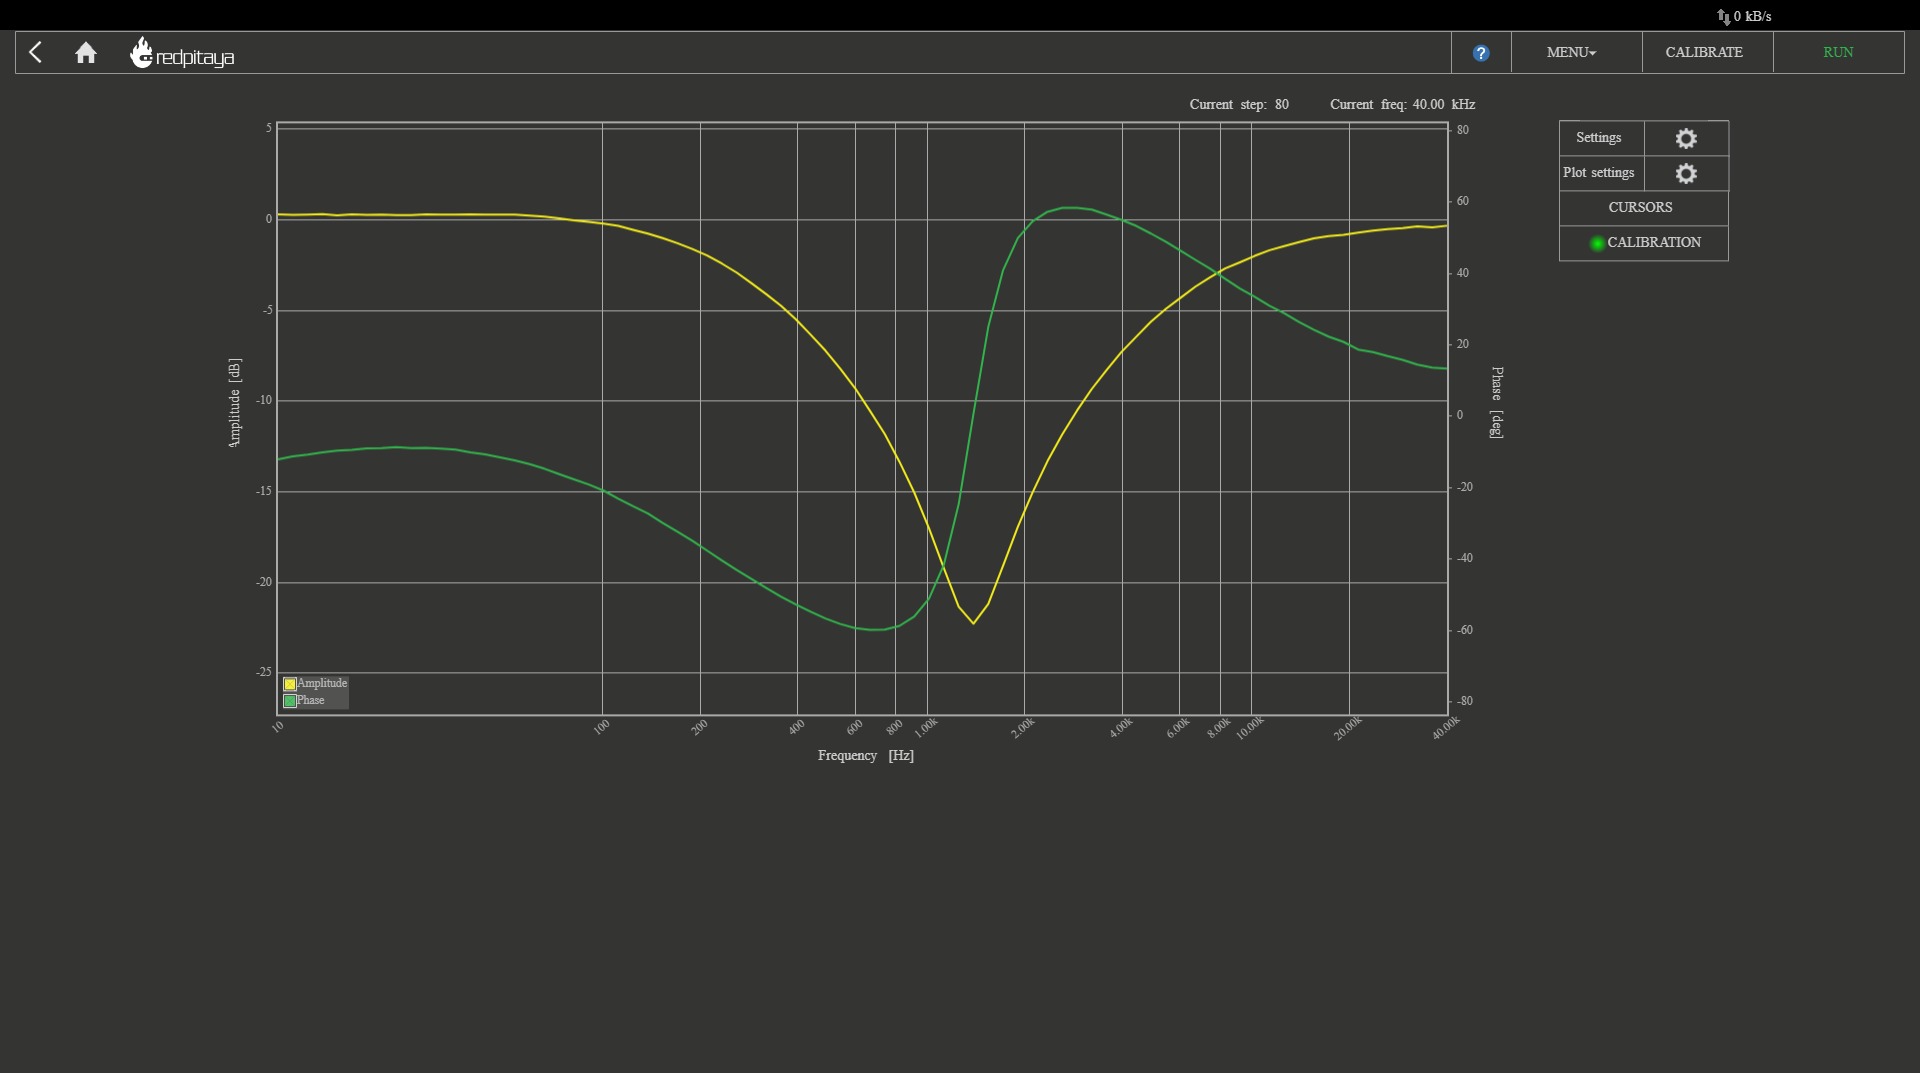 0 kB/s
redpitaya
?
MENU
CALIBRATE
RUN
Current step: 80 Current freq: 40.00 kHz
Settings
Plot settings
CURSORS
CALIBRATION
5
0
-5
-10
-15
-20
-25
Amplitude [dB]
80
60
40
20
0
-20
-40
-60
-80
Phase [deg]
Amplitude
Phase
10 100 200 400 600 800 1.00k 2.00k 4.00k 6.00k 8.00k 10.00k 20.00k 40.00k
Frequency [Hz]